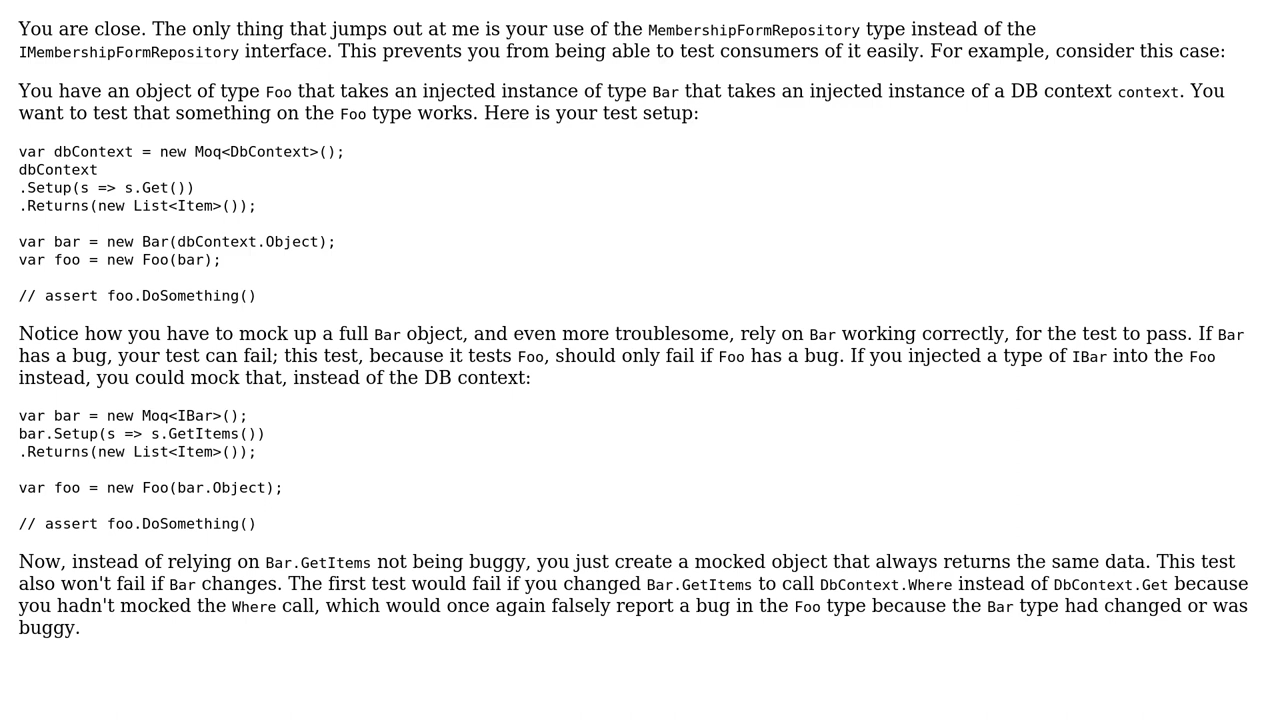 You are close. The only thing that jumps out at me is your use of the MembershipFormRepository type instead of the
IMembershipFormRepository interface. This prevents you from being able to test consumers of it easily. For example, consider this case:
You have an object of type Foo that takes an injected instance of type Bar that takes an injected instance of a DB context context. You
want to test that something on the Foo type works. Here is your test setup:
var dbContext = new Moq<DbContext>();
dbContext
.Setup(s => s.Get())
.Returns(new List<Item>());
var bar = new Bar(dbContext.Object);
var foo = new Foo(bar);
// assert foo.DoSomething()
Notice how you have to mock up a full Bar object, and even more troublesome, rely on Bar working correctly, for the test to pass. If Bar
has a bug, your test can fail; this test, because it tests Foo, should only fail if Foo has a bug. If you injected a type of IBar into the Foo
instead, you could mock that, instead of the DB context:
var bar = new Moq<IBar>();
bar.Setup(s => s.GetItems())
.Returns(new List<Item>());
var foo = new Foo(bar.Object);
// assert foo.DoSomething()
Now, instead of relying on Bar.GetItems not being buggy, you just create a mocked object that always returns the same data. This test
also won't fail if Bar changes. The first test would fail if you changed Bar.GetItems to call DbContext.Where instead of DbContext.Get because
you hadn't mocked the Where call, which would once again falsely report a bug in the Foo type because the Bar type had changed or was
buggy.